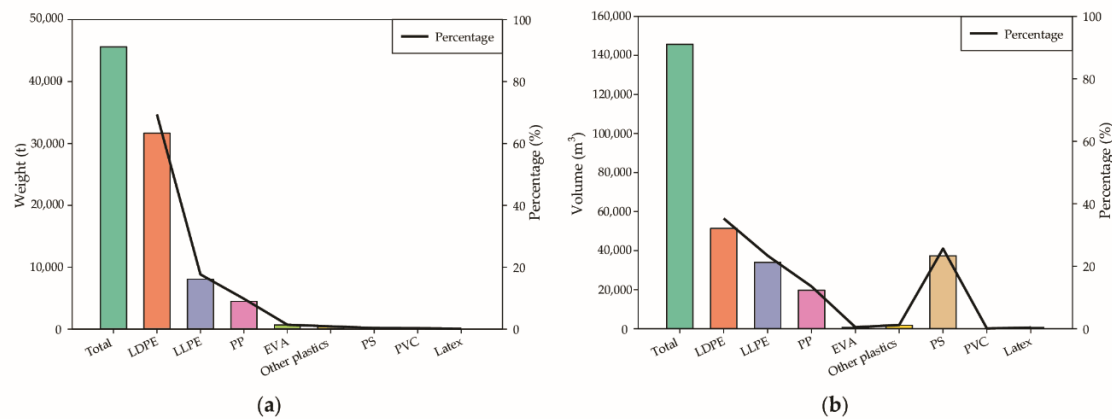 50,000
40,000
30,000
20,000
10,000
0
Weight (t)
100
80
60
40
20
0
Percentage (%)
Percentage
Total
LDPE
LLPE
PP
EVA
Other plastics
PS
PVC
Latex
(a)
160,000
140,000
120,000
100,000
80,000
60,000
40,000
20,000
0
Volume (m³)
100
80
60
40
20
0
Percentage (%)
Percentage
Total
LDPE
LLPE
PP
EVA
Other plastics
PS
PVC
Latex
(b)